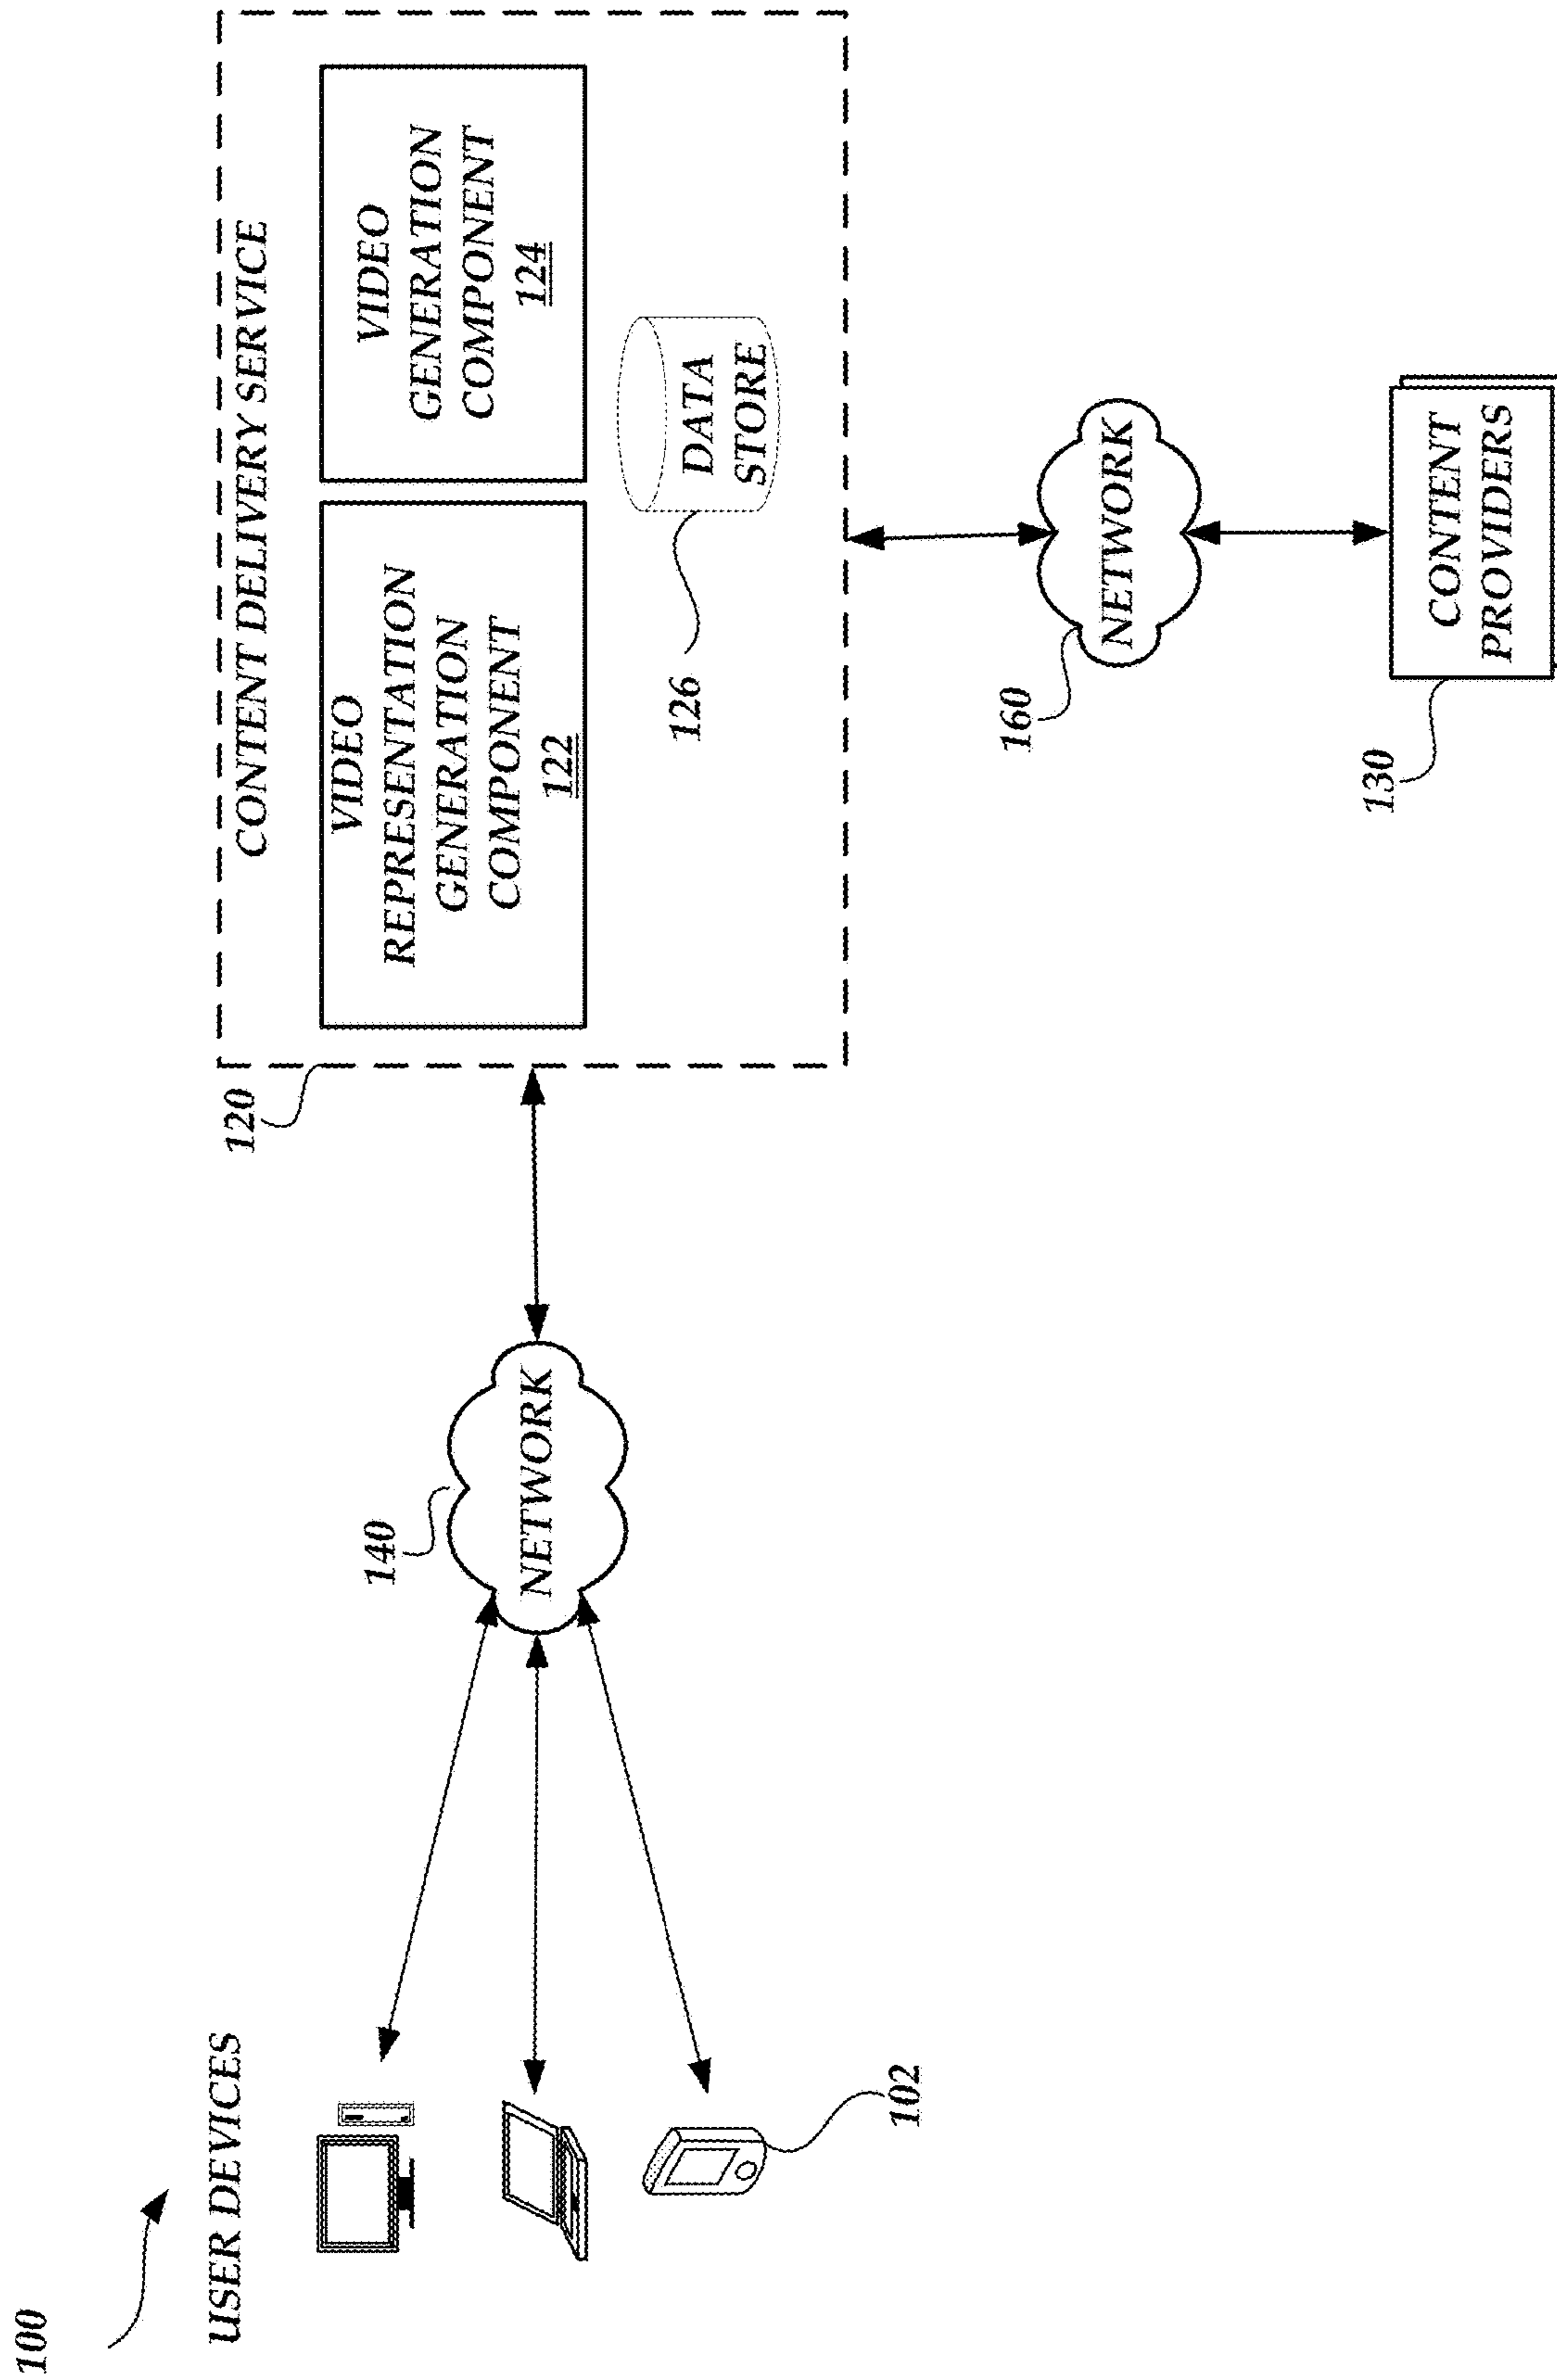 100
USER DEVICES
102
140
NETWORK
120
CONTENT DELIVERY SERVICE
VIDEO
REPRESENTATION
GENERATION
COMPONENT
122
VIDEO
GENERATION
COMPONENT
124
126
DATA
STORE
160
NETWORK
130
CONTENT
PROVIDERS